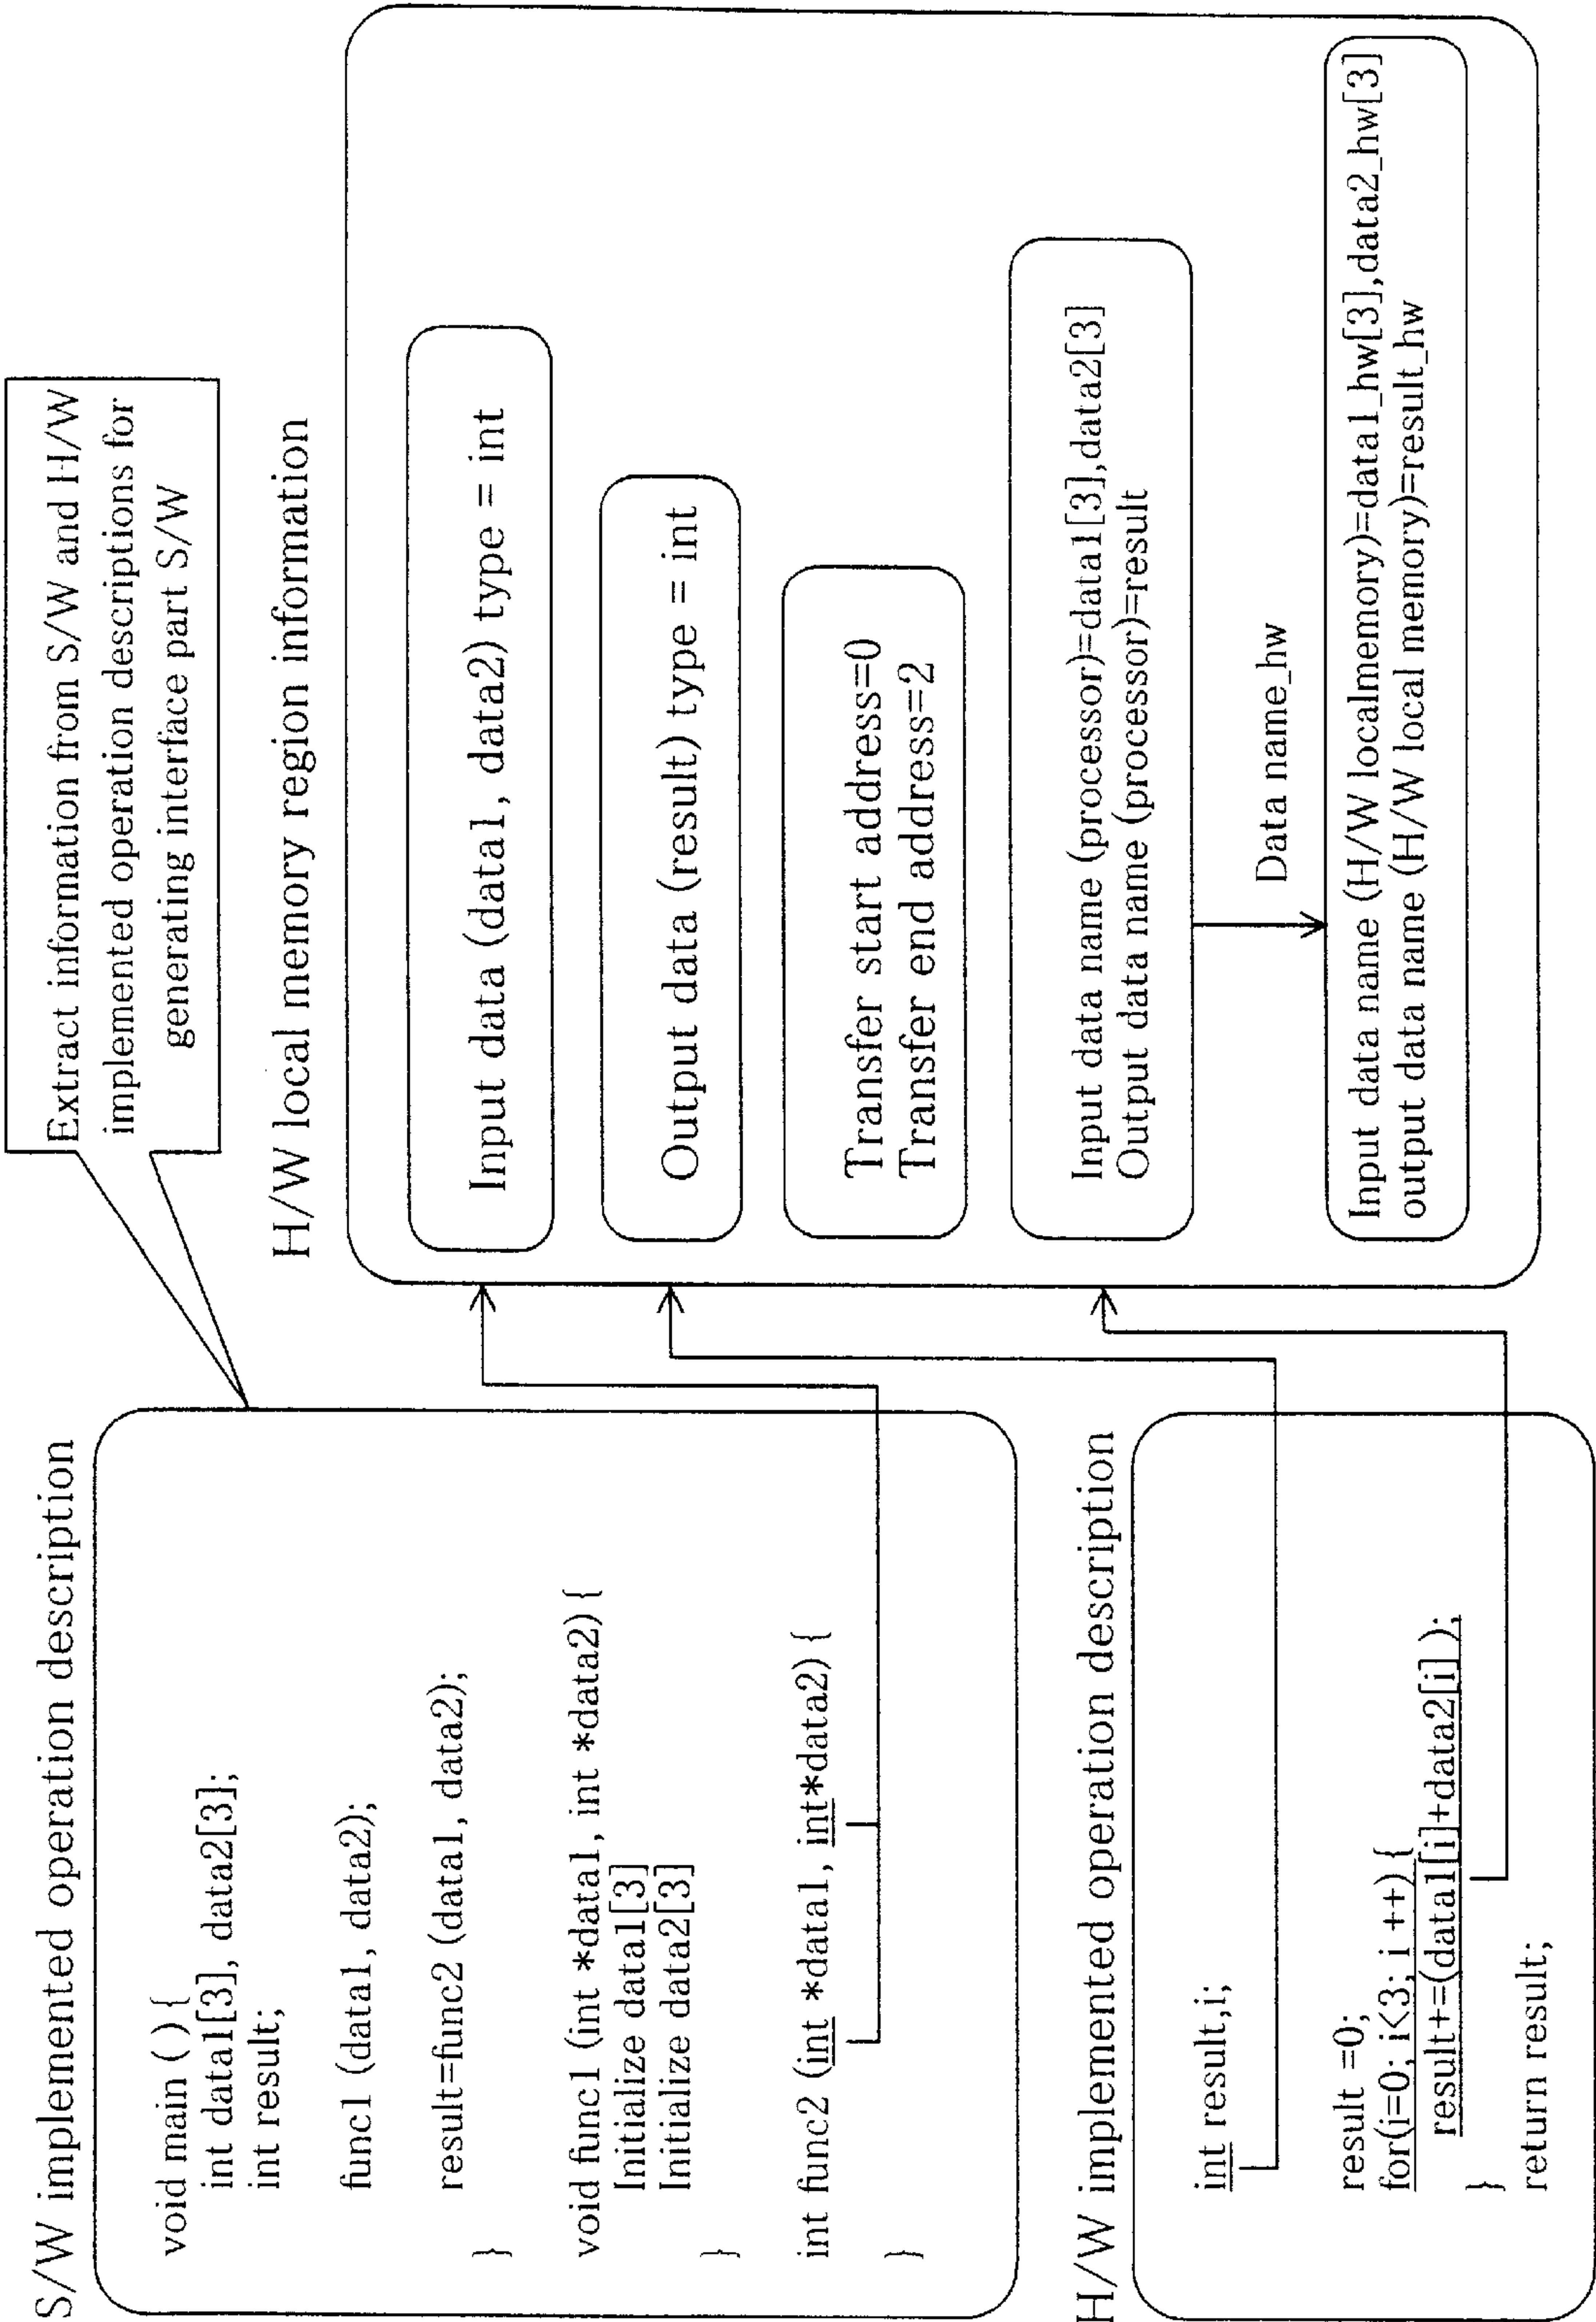 Extract information from S/W and H/W
implemented operation descriptions for
generating interface part S/W
S/W implemented operation description
void main ( ) {
int data1[3], data2[3];
int result;
func1 (data1, data2);
result=func2 (data1, data2);
}
void func1 (int *data1, int *data2) {
Initialize data1[3]
Initialize data2[3]
}
int func2 (int *data1, int*data2) {
}
H/W implemented operation description
int result,i;
result =0;
for(i=0; i<3; i ++) {
result+=(data1[i]+data2[i] );
}
return result;
H/W local memory region information
Input data (data1, data2) type = int
Output data (result) type = int
Transfer start address=0
Transfer end address=2
Input data name (processor)=data1[3],data2[3]
Output data name (processor)=result
Data name_hw
Input data name (H/W localmemory)=data1_hw[3],data2_hw[3]
output data name (H/W local memory)=result_hw